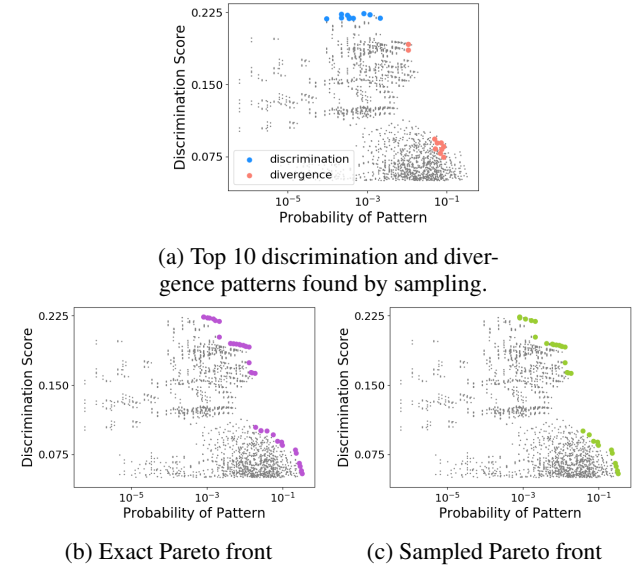 0.225
0.150
0.075
Discrimination Score
discrimination
divergence
10⁻⁵
10⁻³
10⁻¹
Probability of Pattern
(a) Top 10 discrimination and diver-
gence patterns found by sampling.
0.225
0.150
0.075
Discrimination Score
10⁻⁵
10⁻³
10⁻¹
Probability of Pattern
0.225
0.150
0.075
Discrimination Score
10⁻⁵
10⁻³
10⁻¹
Probability of Pattern
(b) Exact Pareto front
(c) Sampled Pareto front